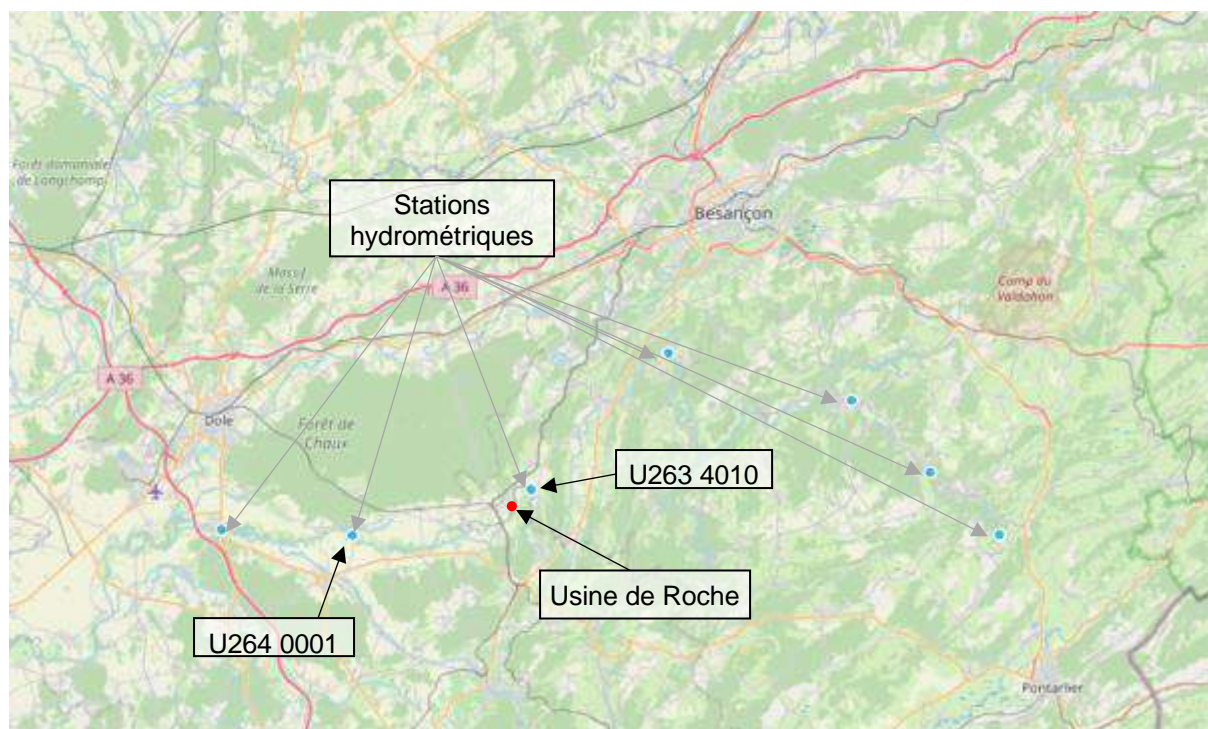 Forêt domaniale
de Longchamp
Stations
hydrométriques
Besançon
Massif
de la Serre
A 36
Camp du
Valdahon
A 36
Dole
Forêt de
Chaux
U263 4010
Usine de Roche
U264 0001
Pontarlier